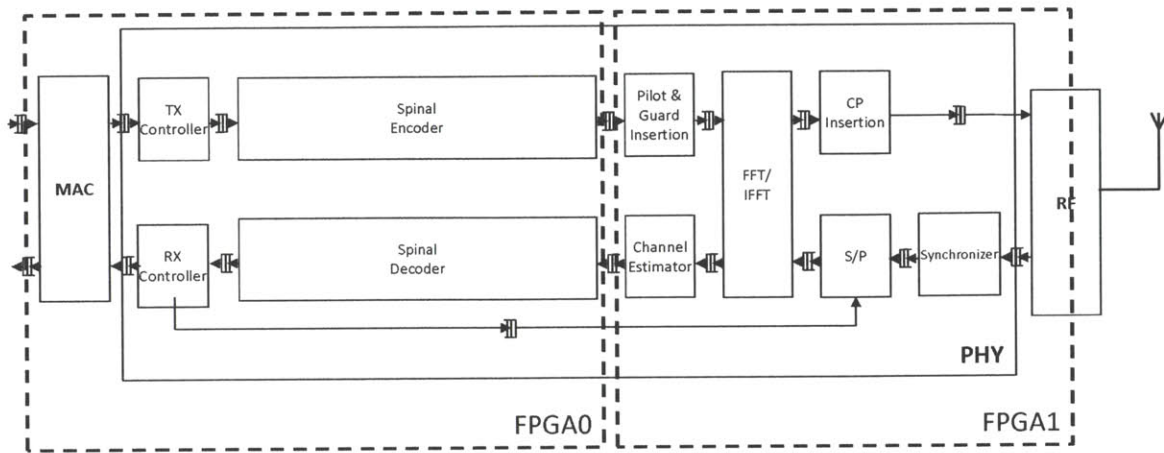 MAC
TX
Controller
Spinal
Encoder
Pilot &
Guard
Insertion
FFT/
IFFT
CP
Insertion
RF
RX
Controller
Spinal
Decoder
Channel
Estimator
S/P
Synchronizer
PHY
FPGA0
FPGA1